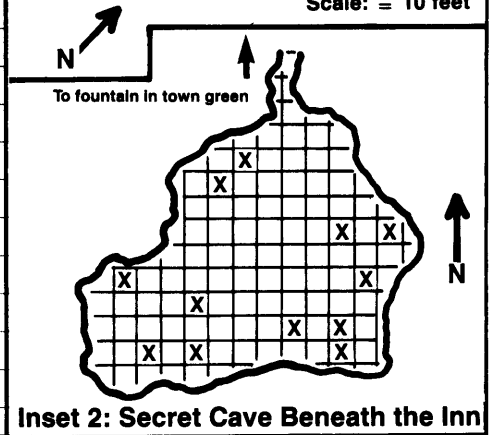 Scale: = 10 feet
N
To fountain in town green
X
X
X X
X X
X
X X
X X X
N
Inset 2: Secret Cave Beneath the Inn